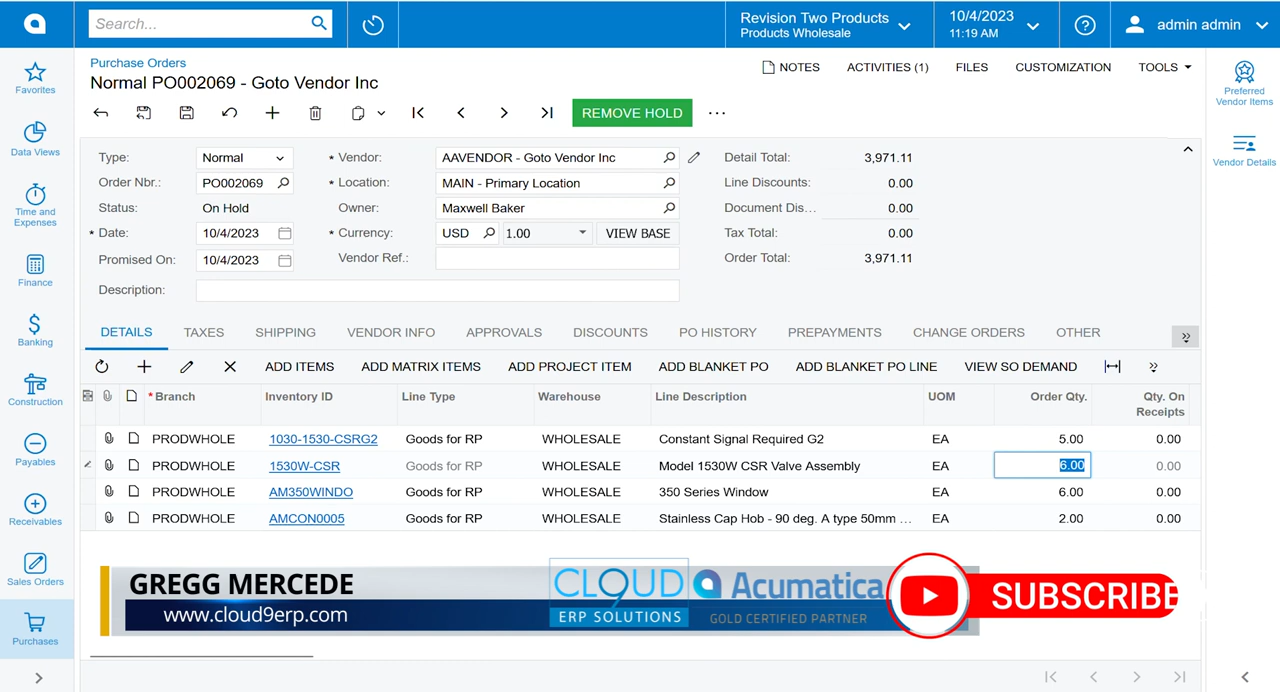 Search...
Revision Two Products
Products Wholesale
10/4/2023
11:19 AM
admin admin
Favorites
Data Views
Time and
Expenses
Finance
Banking
Construction
Payables
Receivables
Sales Orders
Purchases
Purchase Orders
Normal PO002069 - Goto Vendor Inc
NOTES
ACTIVITIES (1)
FILES
CUSTOMIZATION
TOOLS
REMOVE HOLD
Preferred
Vendor Items
Vendor Details
Type: Normal
Order Nbr.: PO002069
Status: On Hold
* Date: 10/4/2023
Promised On: 10/4/2023
Description:
* Vendor: AAVENDOR - Goto Vendor Inc
* Location: MAIN - Primary Location
Owner: Maxwell Baker
* Currency: USD 1.00 VIEW BASE
Vendor Ref.:
Detail Total: 3,971.11
Line Discounts: 0.00
Document Dis... 0.00
Tax Total: 0.00
Order Total: 3,971.11
DETAILS TAXES SHIPPING VENDOR INFO APPROVALS DISCOUNTS PO HISTORY PREPAYMENTS CHANGE ORDERS OTHER
ADD ITEMS ADD MATRIX ITEMS ADD PROJECT ITEM ADD BLANKET PO ADD BLANKET PO LINE VIEW SO DEMAND
* Branch Inventory ID Line Type Warehouse Line Description UOM Order Qty. Qty. On
Receipts
PRODWHOLE 1030-1530-CSRG2 Goods for RP WHOLESALE Constant Signal Required G2 EA 5.00 0.00
PRODWHOLE 1530W-CSR Goods for RP WHOLESALE Model 1530W CSR Valve Assembly EA 6.00 0.00
PRODWHOLE AM350WINDO Goods for RP WHOLESALE 350 Series Window EA 6.00 0.00
PRODWHOLE AMCON0005 Goods for RP WHOLESALE Stainless Cap Hob - 90 deg. A type 50mm ... EA 2.00 0.00
GREGG MERCEDE
www.cloud9erp.com
CLOUD
ERP SOLUTIONS
9
Acumatica
GOLD CERTIFIED PARTNER
SUBSCRIBE